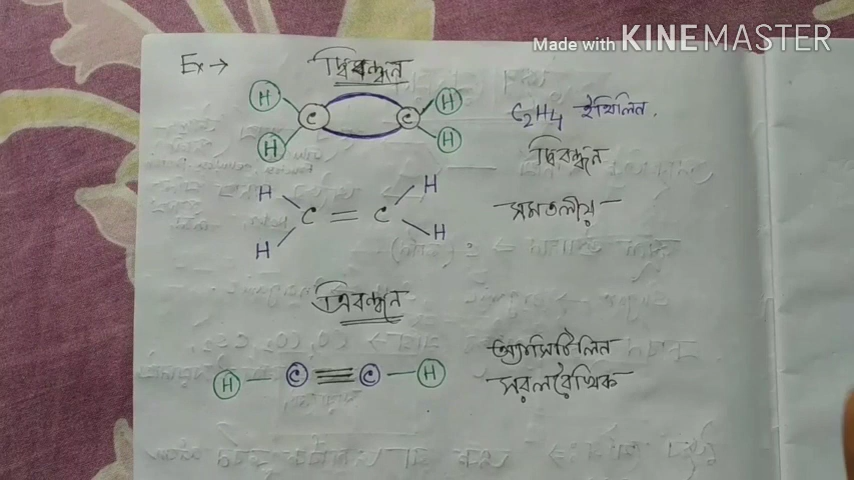 Made with KINEMASTER
Ex → দ্বিবন্ধন
H H
C C
H H
C₂H₄ ইথিলিন.
দ্বিবন্ধন
H H
C = C
H H
সমতলীয়
ত্রিবন্ধন
H — C ≡ C — H
অ্যাসিটিলিন
সরলরৈখিক